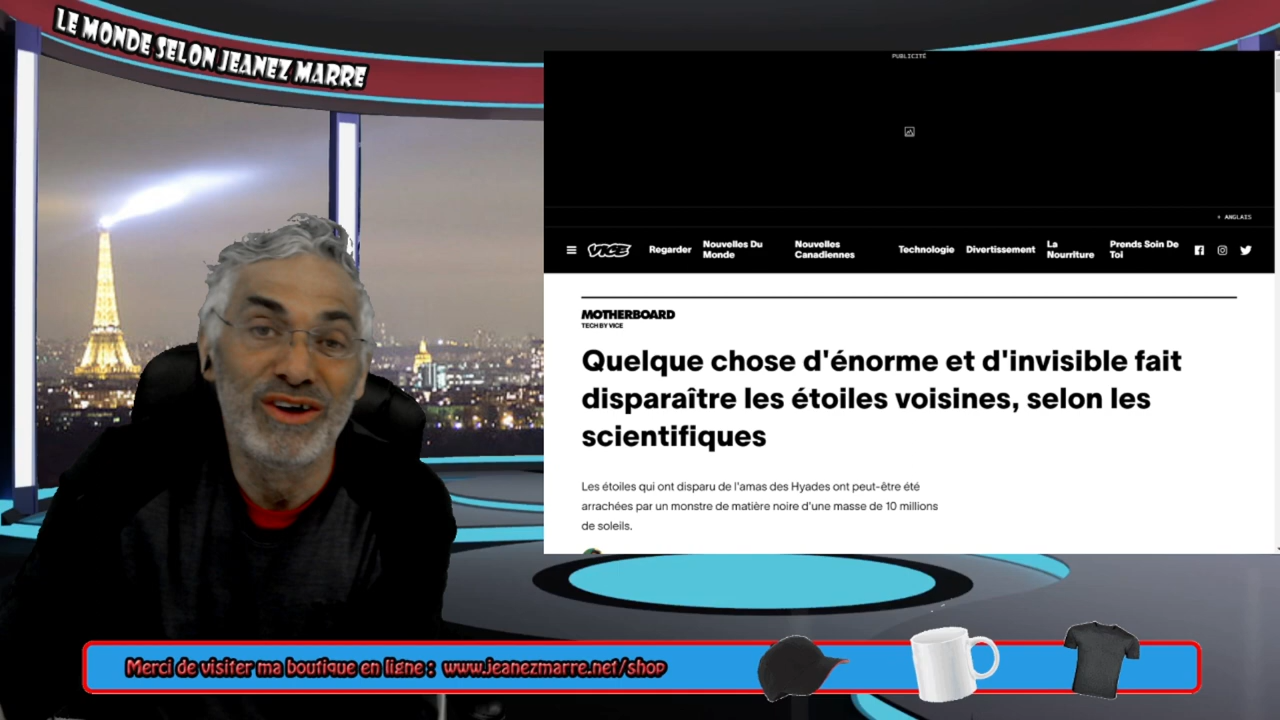 LE MONDE SELON JEANEZ MARRE
PUBLICITÉ
+ ANGLAIS
VICE
Regarder
Nouvelles Du
Monde
Nouvelles
Canadiennes
Technologie
Divertissement
La
Nourriture
Prends Soin De
Toi
MOTHERBOARD
TECH BY VICE
Quelque chose d'énorme et d'invisible fait
disparaître les étoiles voisines, selon les
scientifiques
Les étoiles qui ont disparu de l'amas des Hyades ont peut-être été
arrachées par un monstre de matière noire d'une masse de 10 millions
de soleils.
Merci de visiter ma boutique en ligne : www.jeanezmarre.net/shop